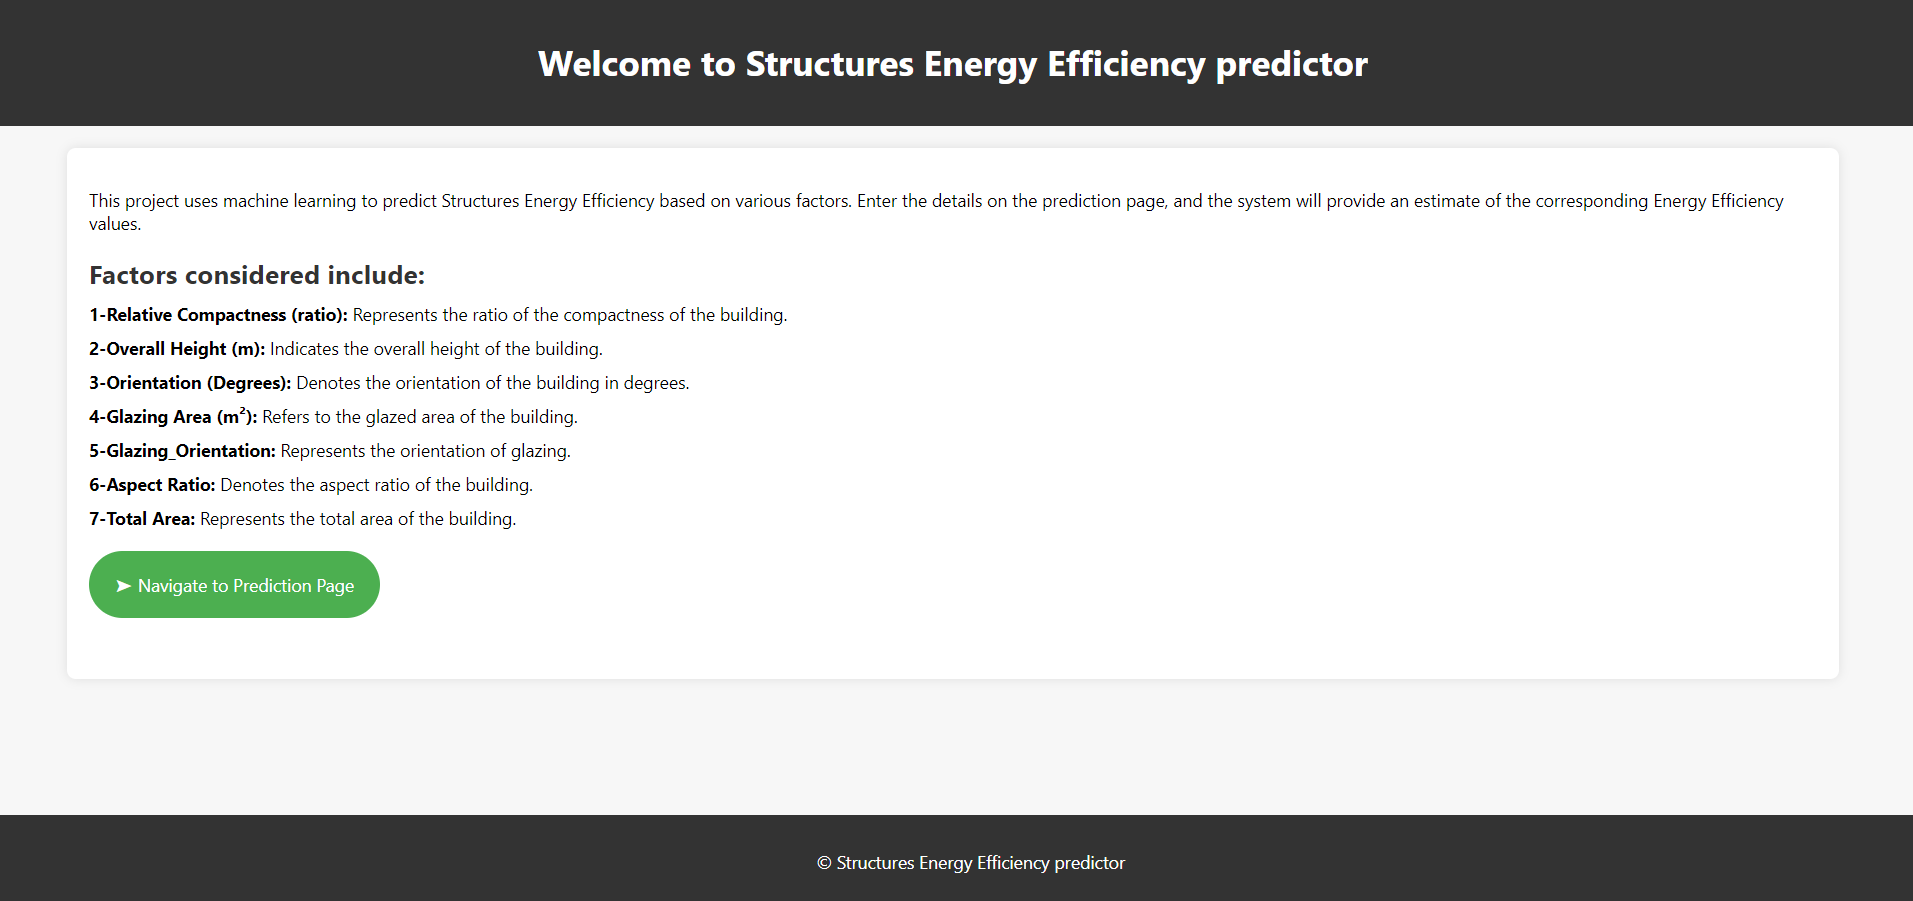 Welcome to Structures Energy Efficiency predictor
This project uses machine learning to predict Structures Energy Efficiency based on various factors. Enter the details on the prediction page, and the system will provide an estimate of the corresponding Energy Efficiency
values.
Factors considered include:
1-Relative Compactness (ratio): Represents the ratio of the compactness of the building.
2-Overall Height (m): Indicates the overall height of the building.
3-Orientation (Degrees): Denotes the orientation of the building in degrees.
4-Glazing Area (m²): Refers to the glazed area of the building.
5-Glazing_Orientation: Represents the orientation of glazing.
6-Aspect Ratio: Denotes the aspect ratio of the building.
7-Total Area: Represents the total area of the building.
➤ Navigate to Prediction Page
© Structures Energy Efficiency predictor